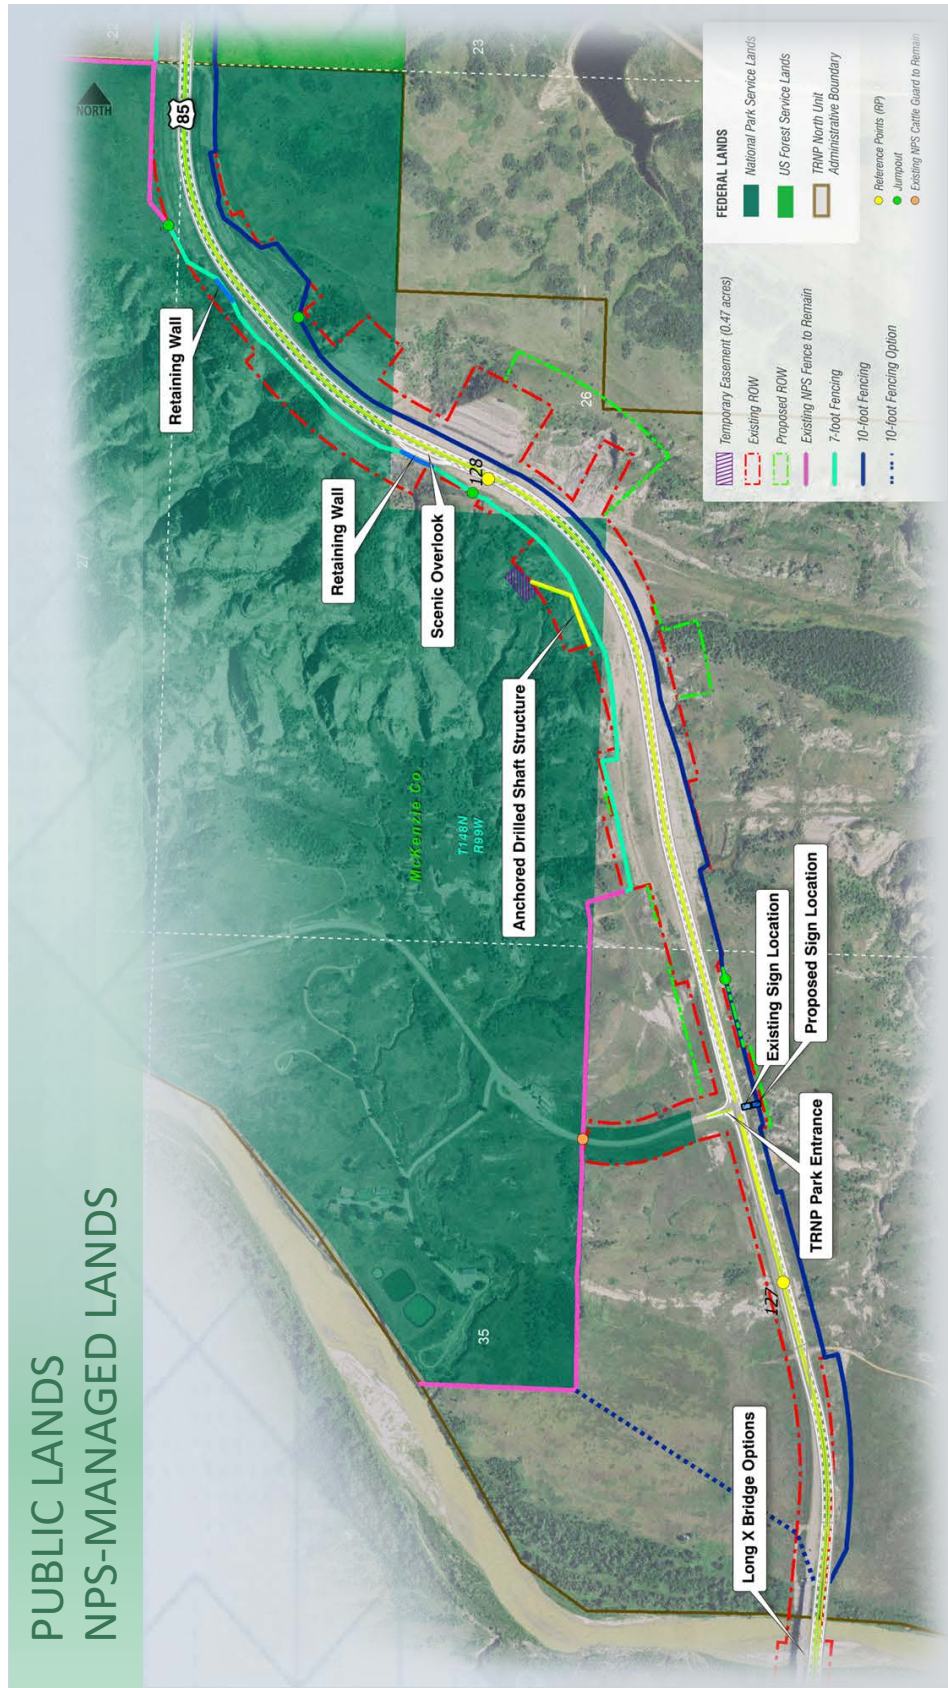 PUBLIC LANDS
NPS-MANAGED LANDS
NORTH
22
85
23
Retaining Wall
27
Retaining Wall
Scenic Overlook
128
26
Anchored Drilled Shaft Structure
McKenzie Co.
T148N
R99W
Existing Sign Location
Proposed Sign Location
TRNP Park Entrance
127
35
Long X Bridge Options
Temporary Easement (0.47 acres)
Existing ROW
Proposed ROW
Existing NPS Fence to Remain
7-foot Fencing
10-foot Fencing
10-foot Fencing Option
FEDERAL LANDS
National Park Service Lands
US Forest Service Lands
TRNP North Unit
Administrative Boundary
Reference Points (RP)
Jumpout
Existing NPS Cattle Guard to Remain